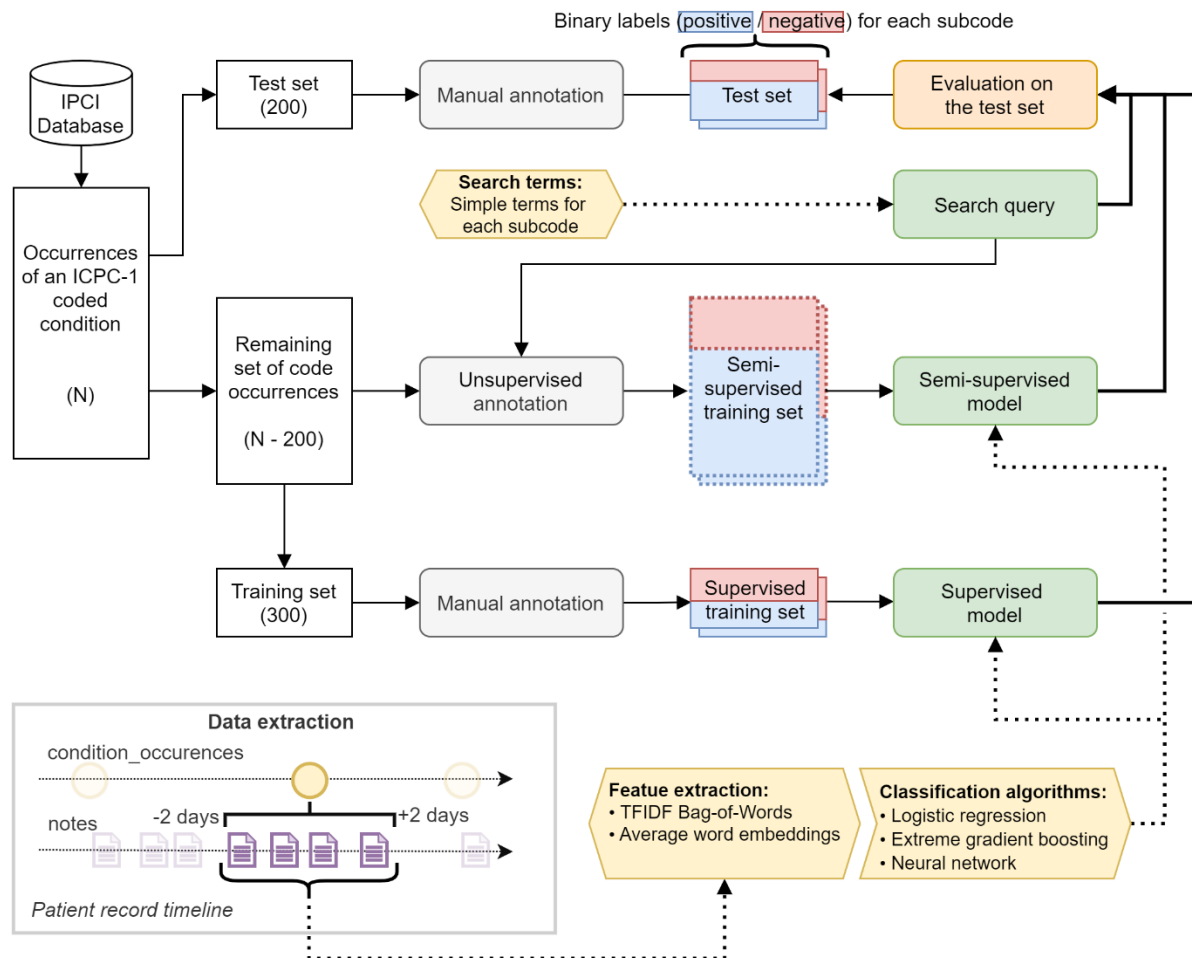 Binary labels (positive / negative) for each subcode
IPCI
Database
Test set
(200)
Manual annotation
Test set
Evaluation on
the test set
Search terms:
Simple terms for
each subcode
Search query
Occurrences
of an ICPC-1
coded
condition
(N)
Remaining
set of code
occurrences
(N - 200)
Unsupervised
annotation
Semi-
supervised
training set
Semi-supervised
model
Training set
(300)
Manual annotation
Supervised
training set
Supervised
model
Data extraction
condition_occurences
notes
-2 days
+2 days
Patient record timeline
Featue extraction:
• TFIDF Bag-of-Words
• Average word embeddings
Classification algorithms:
• Logistic regression
• Extreme gradient boosting
• Neural network